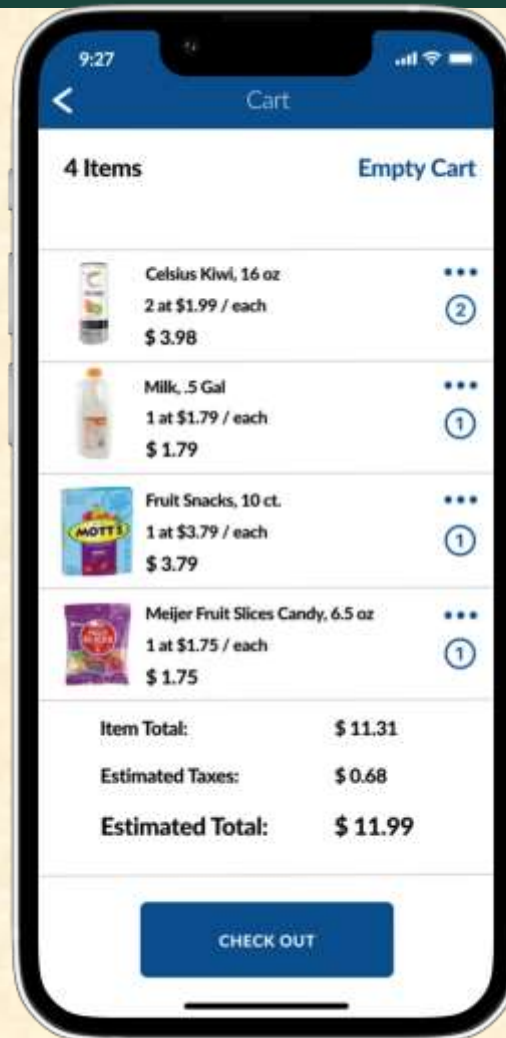 9:27
Cart
4 Items
Empty Cart
Celsius Kiwi, 16 oz
2 at $1.99 / each
2
$ 3.98
Milk, .5 Gal
1 at $1.79 / each
1
$ 1.79
Fruit Snacks, 10 ct.
MOTT'S
1 at $3.79 / each
1
$ 3.79
Meijer Fruit Slices Candy, 6.5 oz
FRUIT
SLICES
1 at $1.75 / each
1
$ 1.75
Item Total: $ 11.31
Estimated Taxes: $ 0.68
Estimated Total: $ 11.99
CHECK OUT